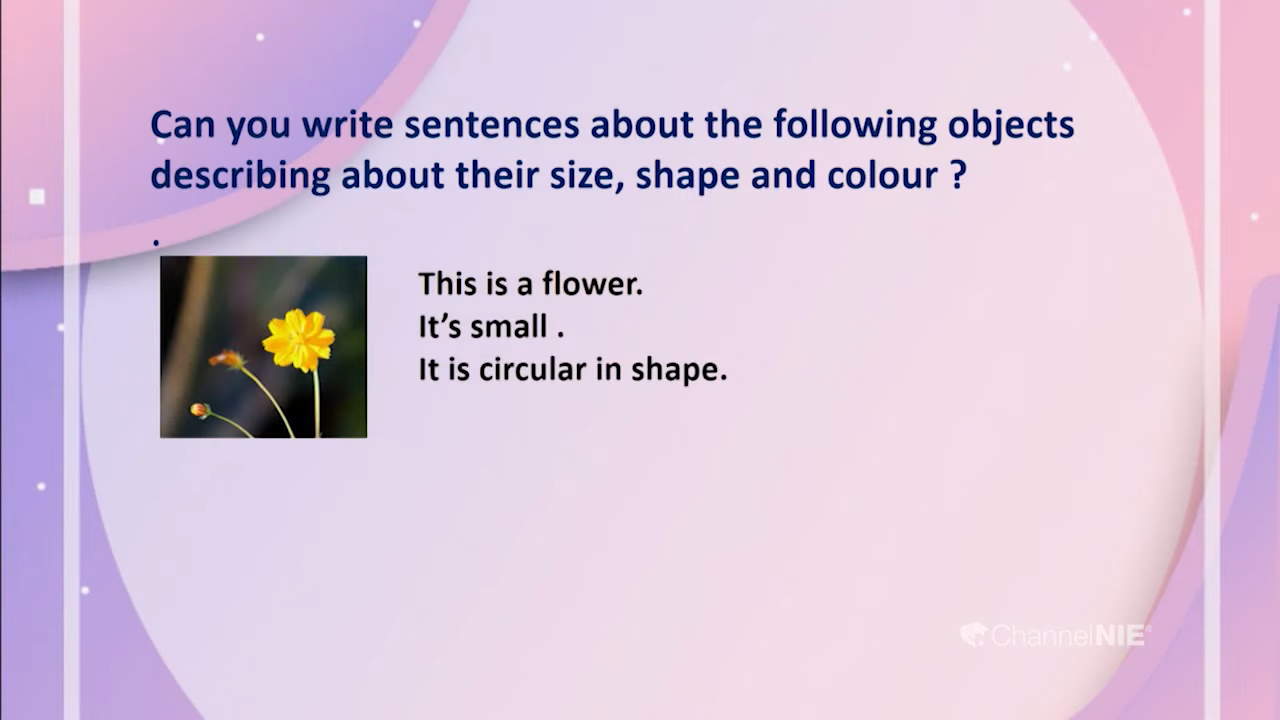 Can you write sentences about the following objects
describing about their size, shape and colour ?
.
This is a flower.
It’s small .
It is circular in shape.
ChannelNIE®